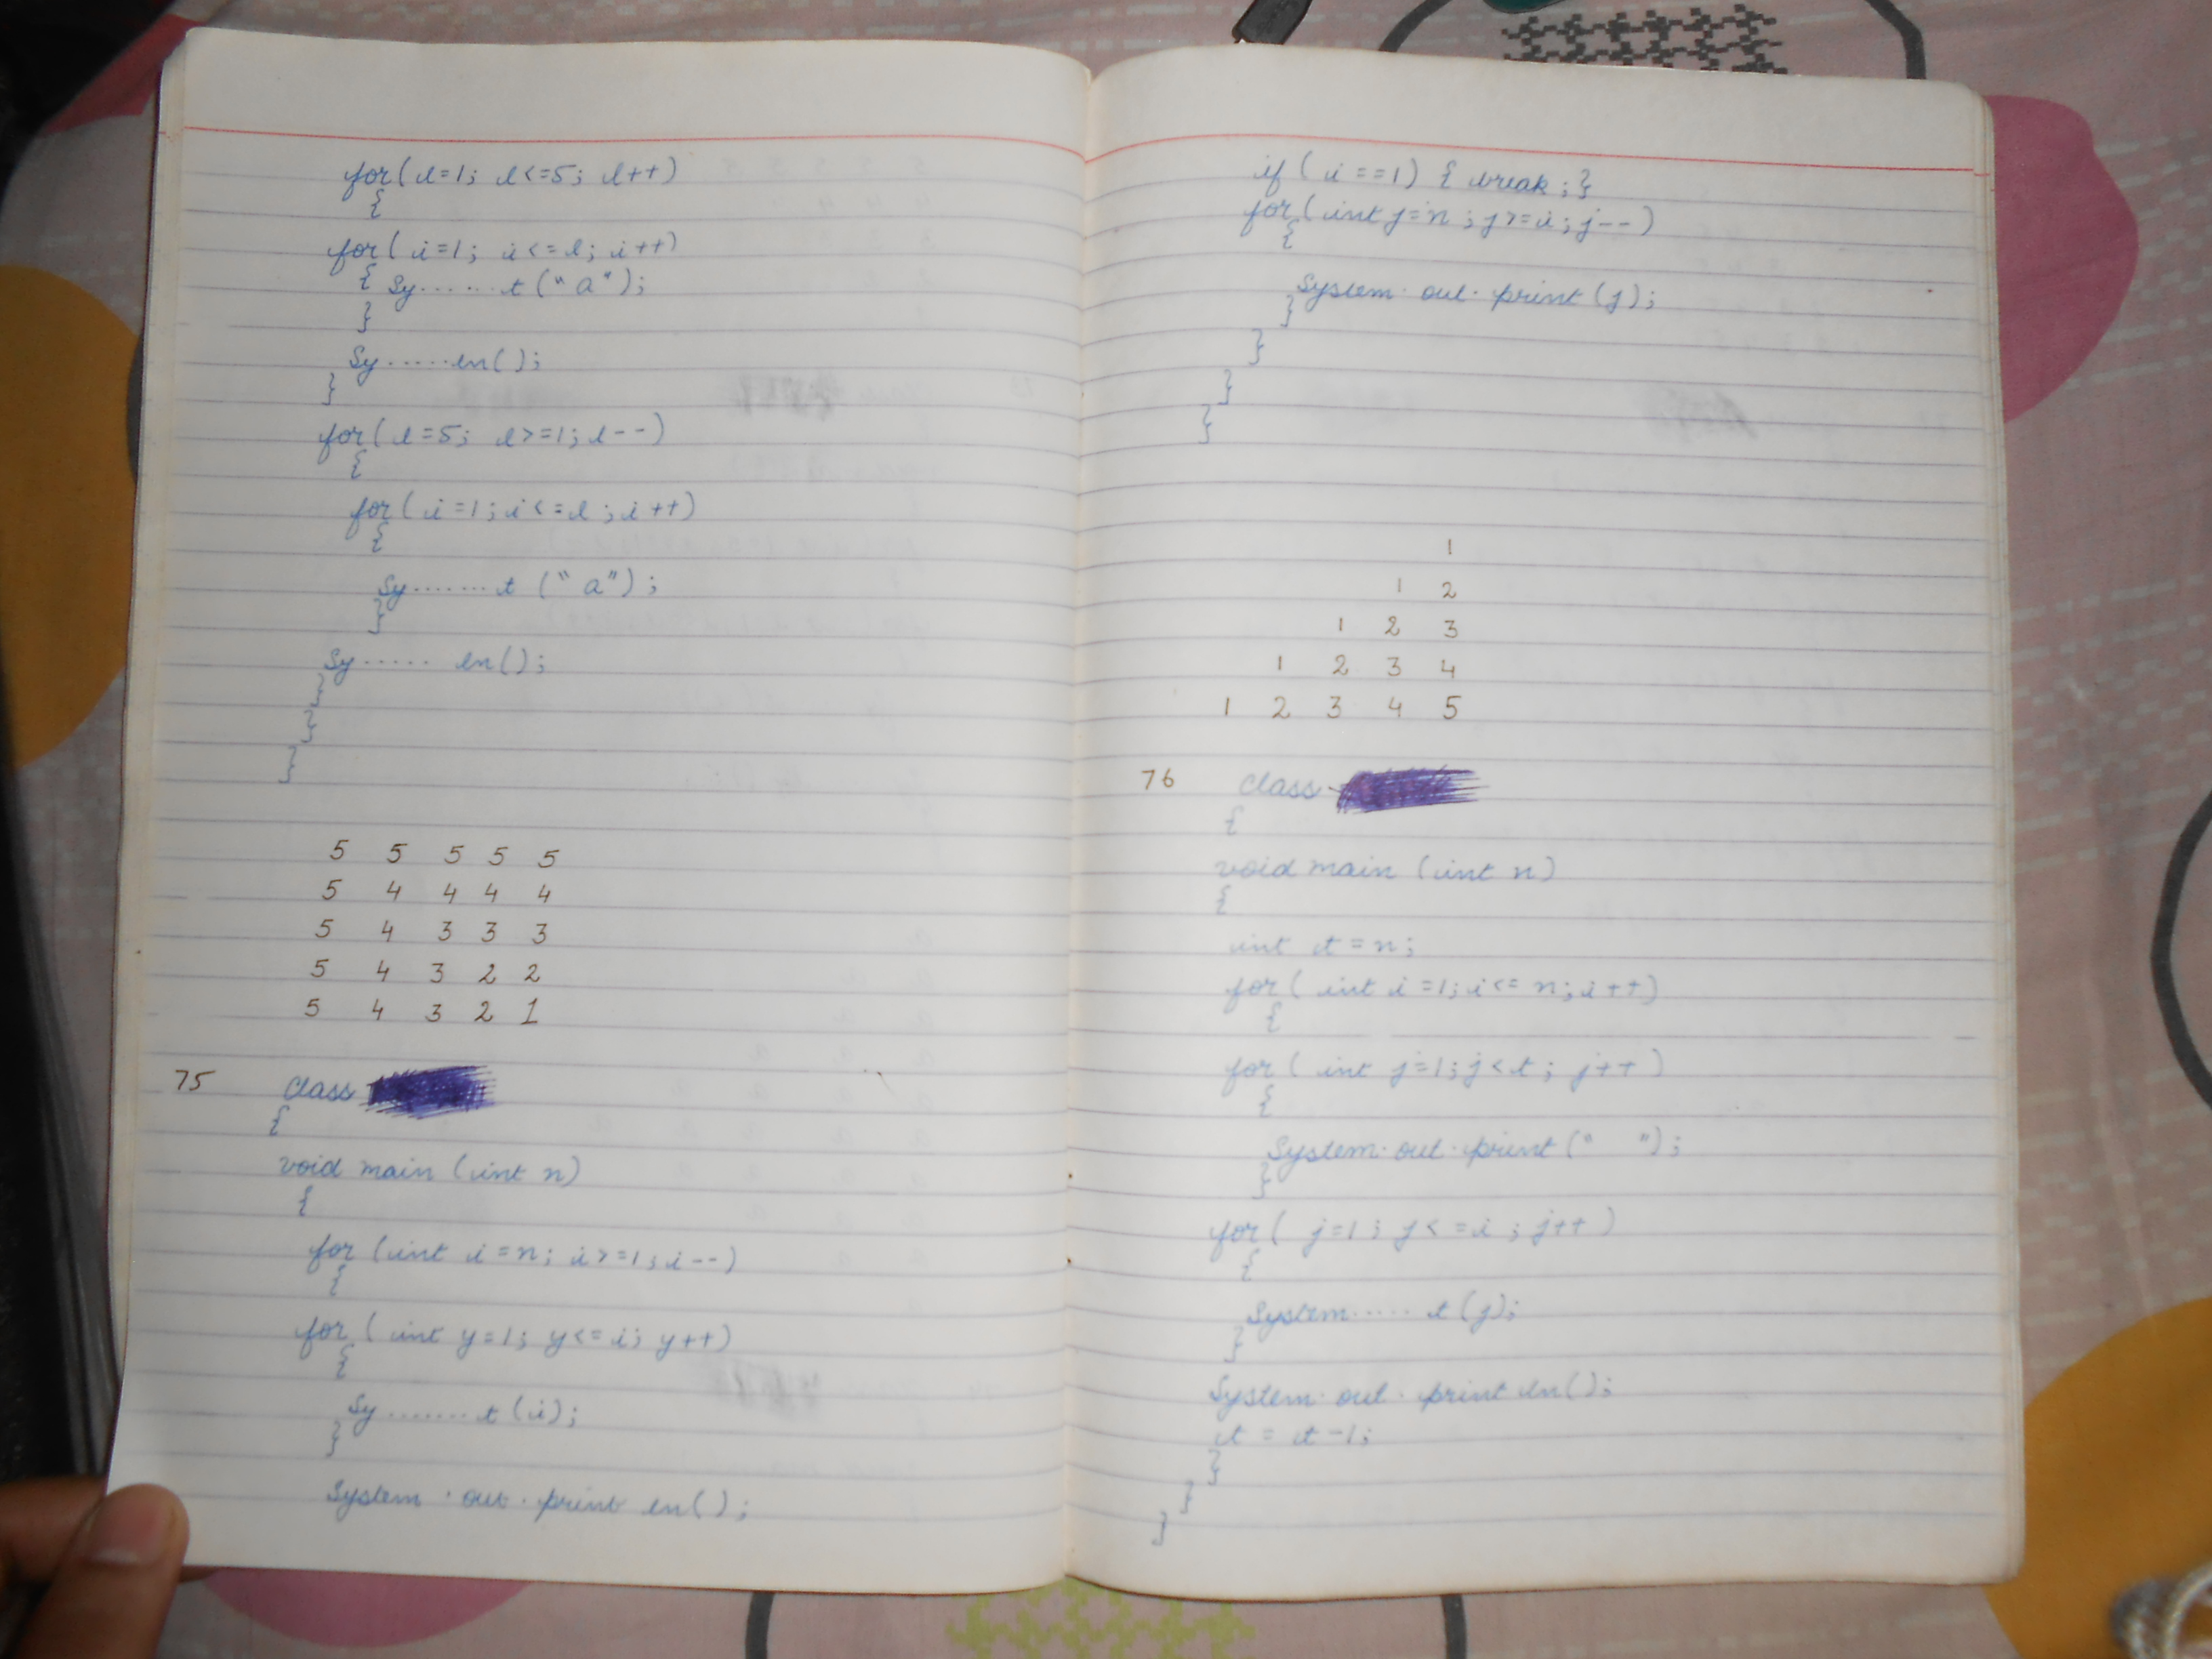 for(l=1; l<=5; l++)
{
for(i=1; i<=l; i++)
{ Sy.......t("a");
}
Sy.....ln();
}
for(l=5; l>=1; l--)
{
for(i=1; i<=l; i++)
{
Sy.......t ("a");
}
Sy..... ln();
}
}
}
5 5 5 5 5
5 4 4 4 4
5 4 3 3 3
5 4 3 2 2
5 4 3 2 1
75 class
{
void main (int n)
{
for (int i=n; i>=1; i--)
{
for (int y=1; y<=i; y++)
{
Sy.......t (i);
}
System.out.print ln();
if (i==1) { break; }
for (int j=n; j>=i; j--)
{
System.out.print (j);
}
}
}
}
1
1 2
1 2 3
1 2 3 4
1 2 3 4 5
76 class
{
void main (int n)
{
int t=n;
for( int i=1; i<= n; i++)
{
for( int j=1; j<t; j++)
{
System.out.print(" ");
}
for( j=1; j<=i; j++)
{
System..... t(j);
}
System.out.print ln();
t = t-1;
}
}
}